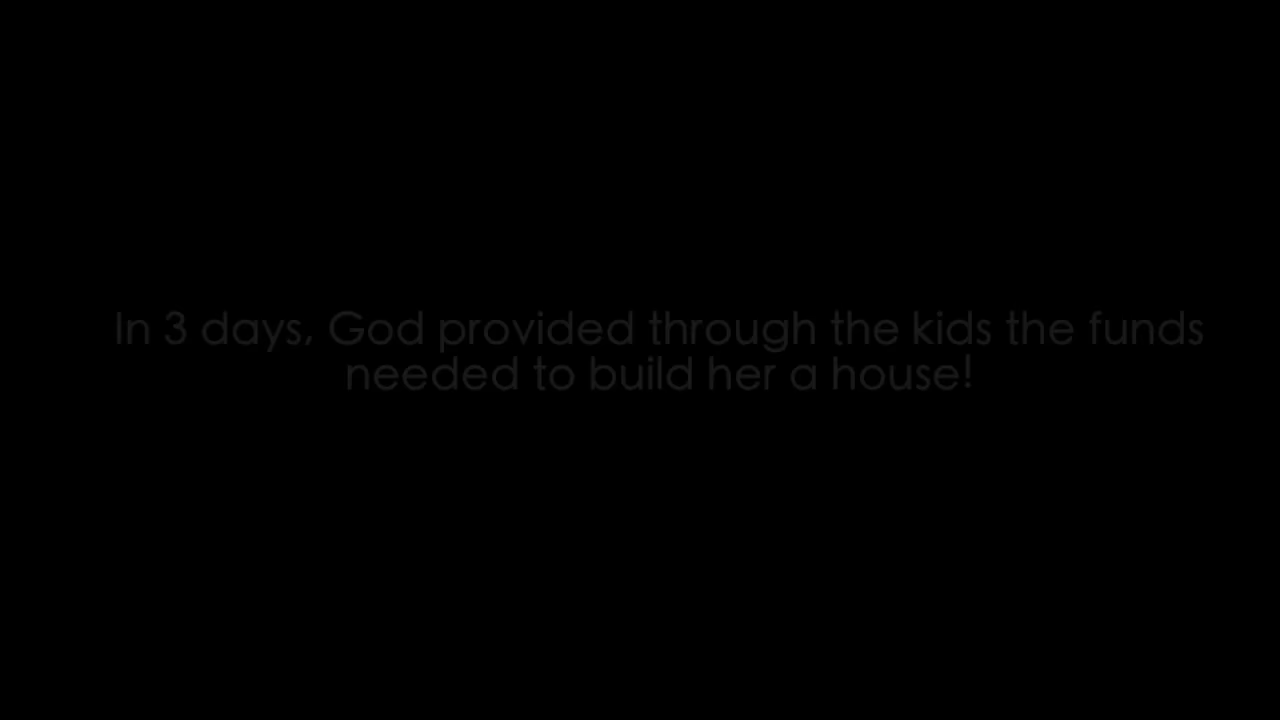 In 3 days, God provided through the kids the funds
needed to build her a house!